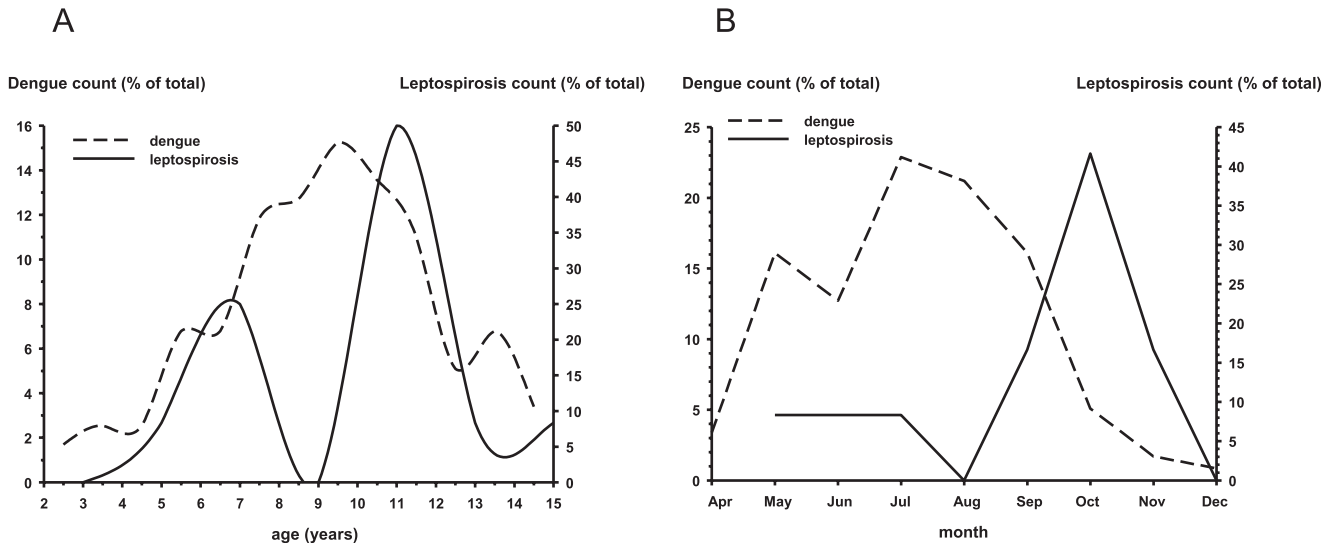 A
Dengue count (% of total)
Leptospirosis count (% of total)
dengue
leptospirosis
16
14
12
10
8
6
4
2
0
50
45
40
35
30
25
20
15
10
5
0
2 3 4 5 6 7 8 9 10 11 12 13 14 15
age (years)
B
Dengue count (% of total)
Leptospirosis count (% of total)
dengue
leptospirosis
25
20
15
10
5
0
45
40
35
30
25
20
15
10
5
0
Apr May Jun Jul Aug Sep Oct Nov Dec
month